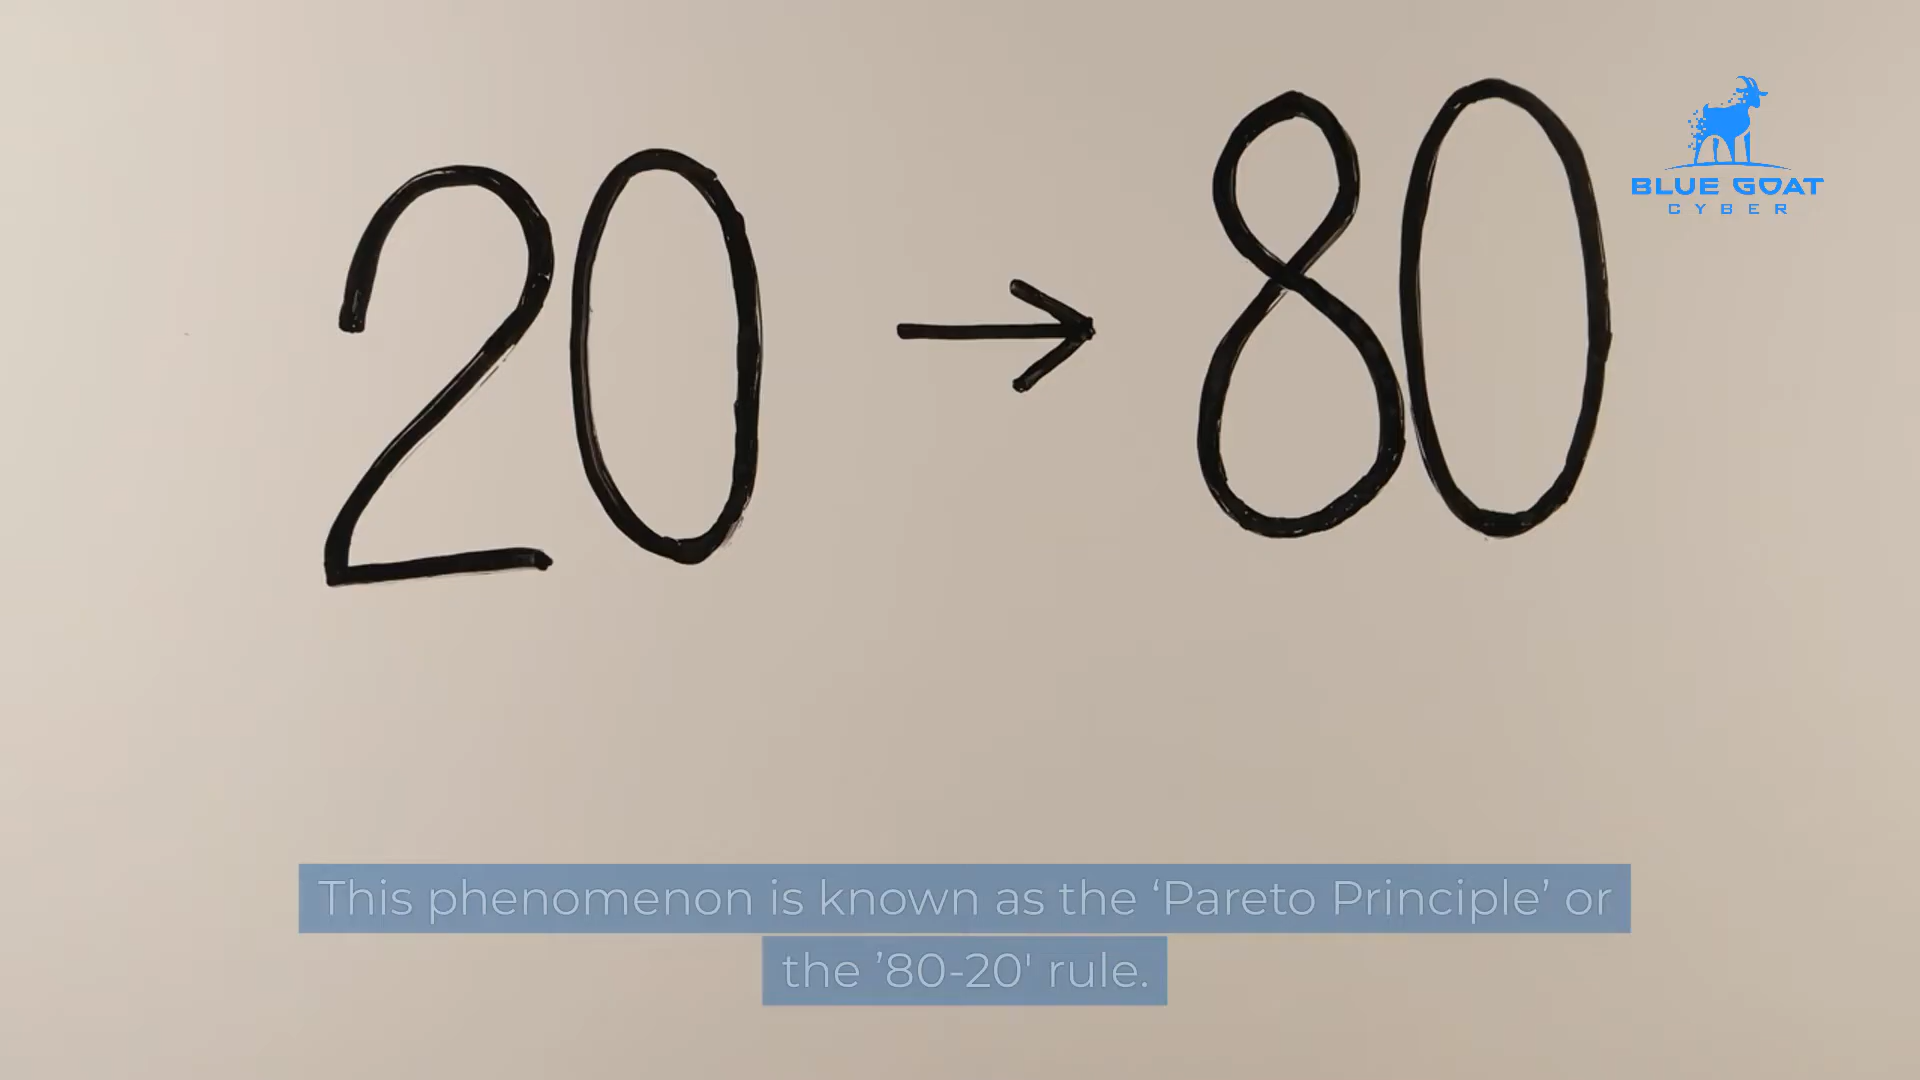 20 → 80
BLUE GOAT
CYBER
This phenomenon is known as the ‘Pareto Principle’ or
the ’80-20' rule.